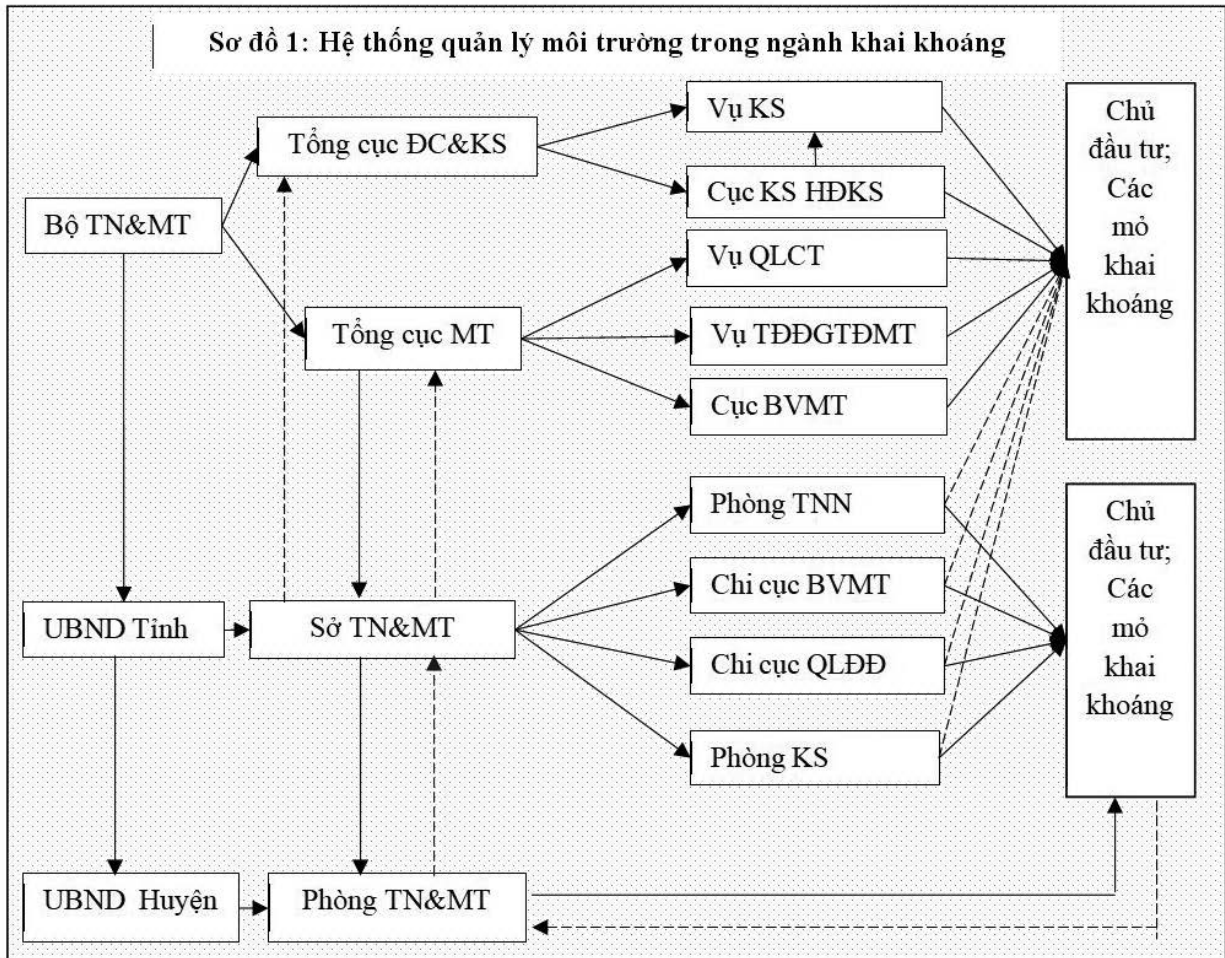 Sơ đồ 1: Hệ thống quản lý môi trường trong ngành khai khoáng
Bộ TN&MT
Tổng cục ĐC&KS
Tổng cục MT
Vụ KS
Cục KS HĐKS
Vụ QLCT
Vụ TĐĐGTĐMT
Cục BVMT
Chủ
đầu tư;
Các
mỏ
khai
khoáng
UBND Tỉnh
Sở TN&MT
Phòng TNN
Chi cục BVMT
Chi cục QLĐĐ
Phòng KS
Chủ
đầu tư;
Các
mỏ
khai
khoáng
UBND Huyện
Phòng TN&MT